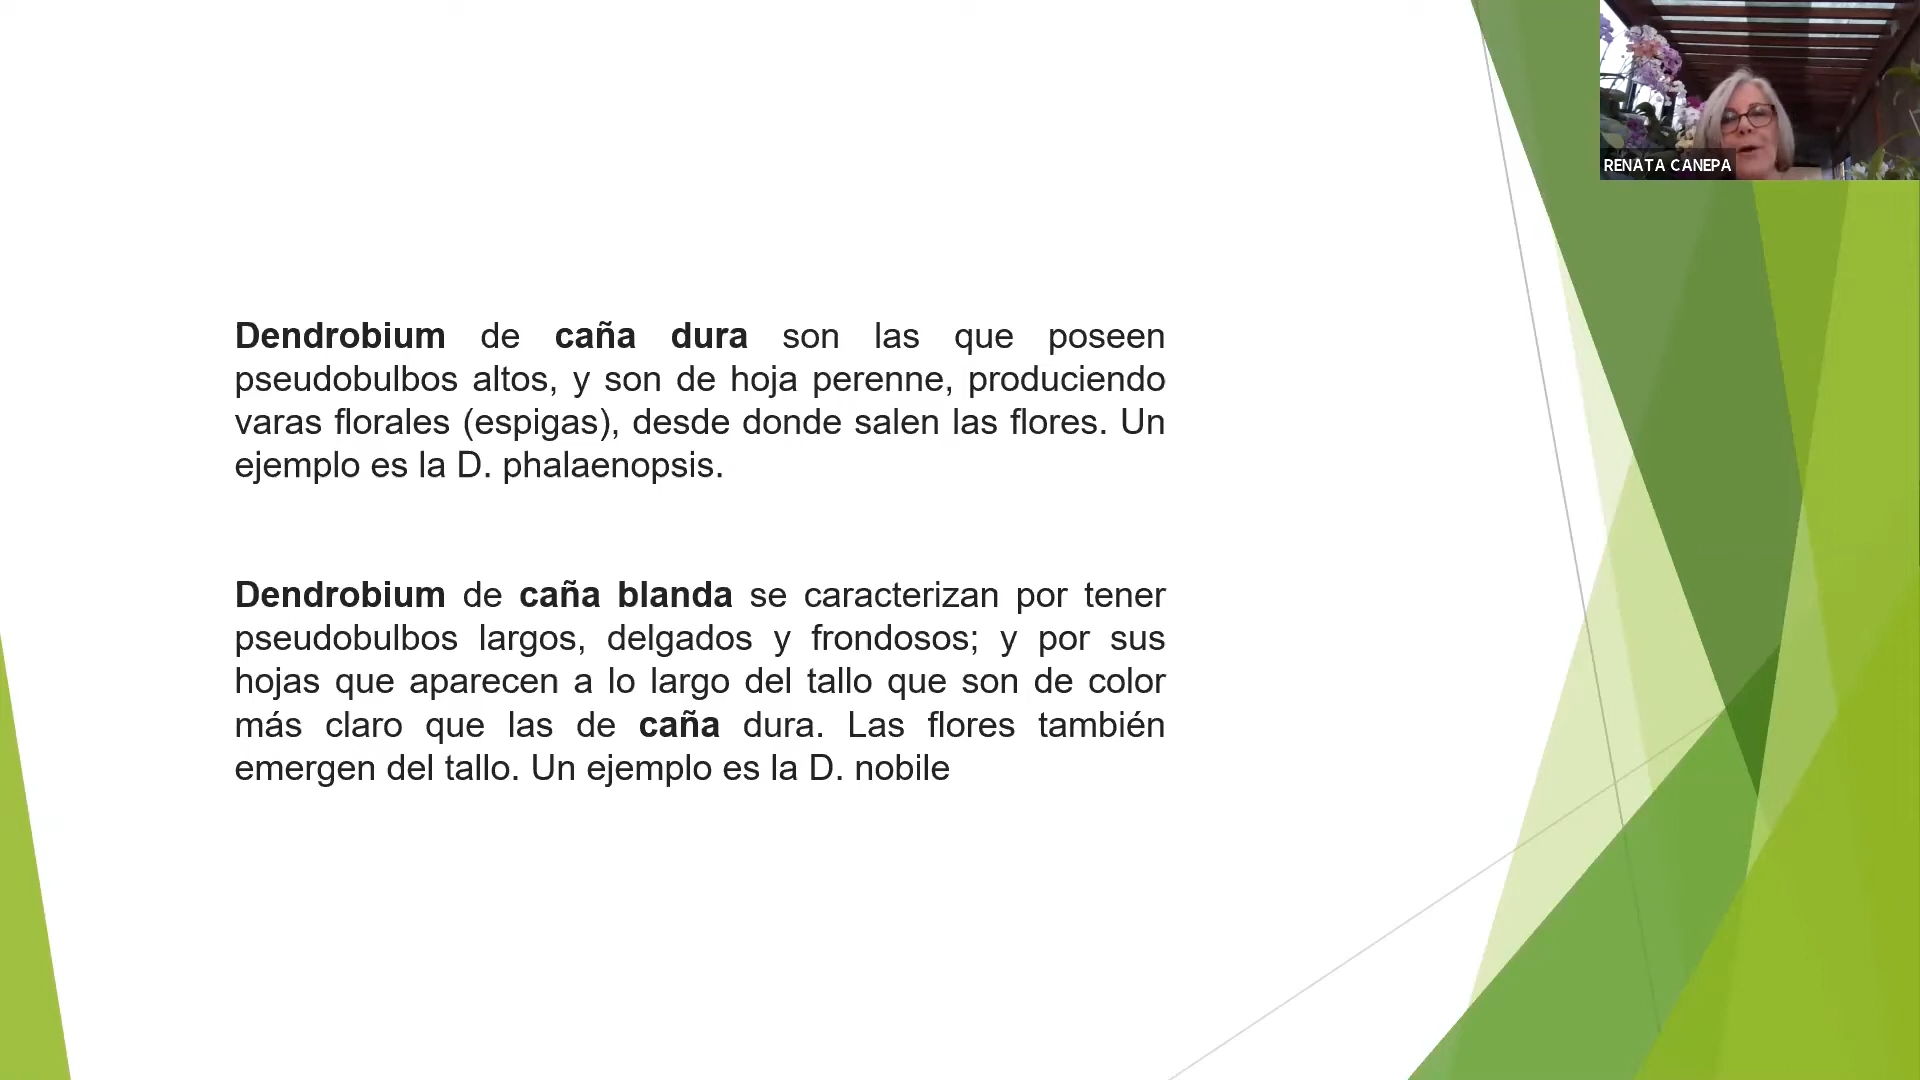 RENATA CANEPA
Dendrobium de caña dura son las que poseen
pseudobulbos altos, y son de hoja perenne, produciendo
varas florales (espigas), desde donde salen las flores. Un
ejemplo es la D. phalaenopsis.
Dendrobium de caña blanda se caracterizan por tener
pseudobulbos largos, delgados y frondosos; y por sus
hojas que aparecen a lo largo del tallo que son de color
más claro que las de caña dura. Las flores también
emergen del tallo. Un ejemplo es la D. nobile